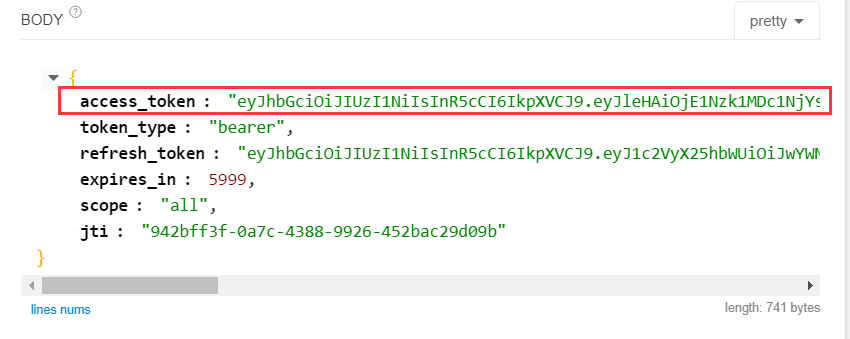 BODY ?
pretty
{
access_token : "eyJhbGciOiJIUzI1NiIsInR5cCI6IkpXVCJ9.eyJleHAiOjE1Nzk1MDc1NjYs
token_type : "bearer",
refresh_token : "eyJhbGciOiJIUzI1NiIsInR5cCI6IkpXVCJ9.eyJ1c2VyX25hbWUiOiJwYWN
expires_in : 5999,
scope : "all",
jti : "942bff3f-0a7c-4388-9926-452bac29d09b"
}
lines nums
length: 741 bytes